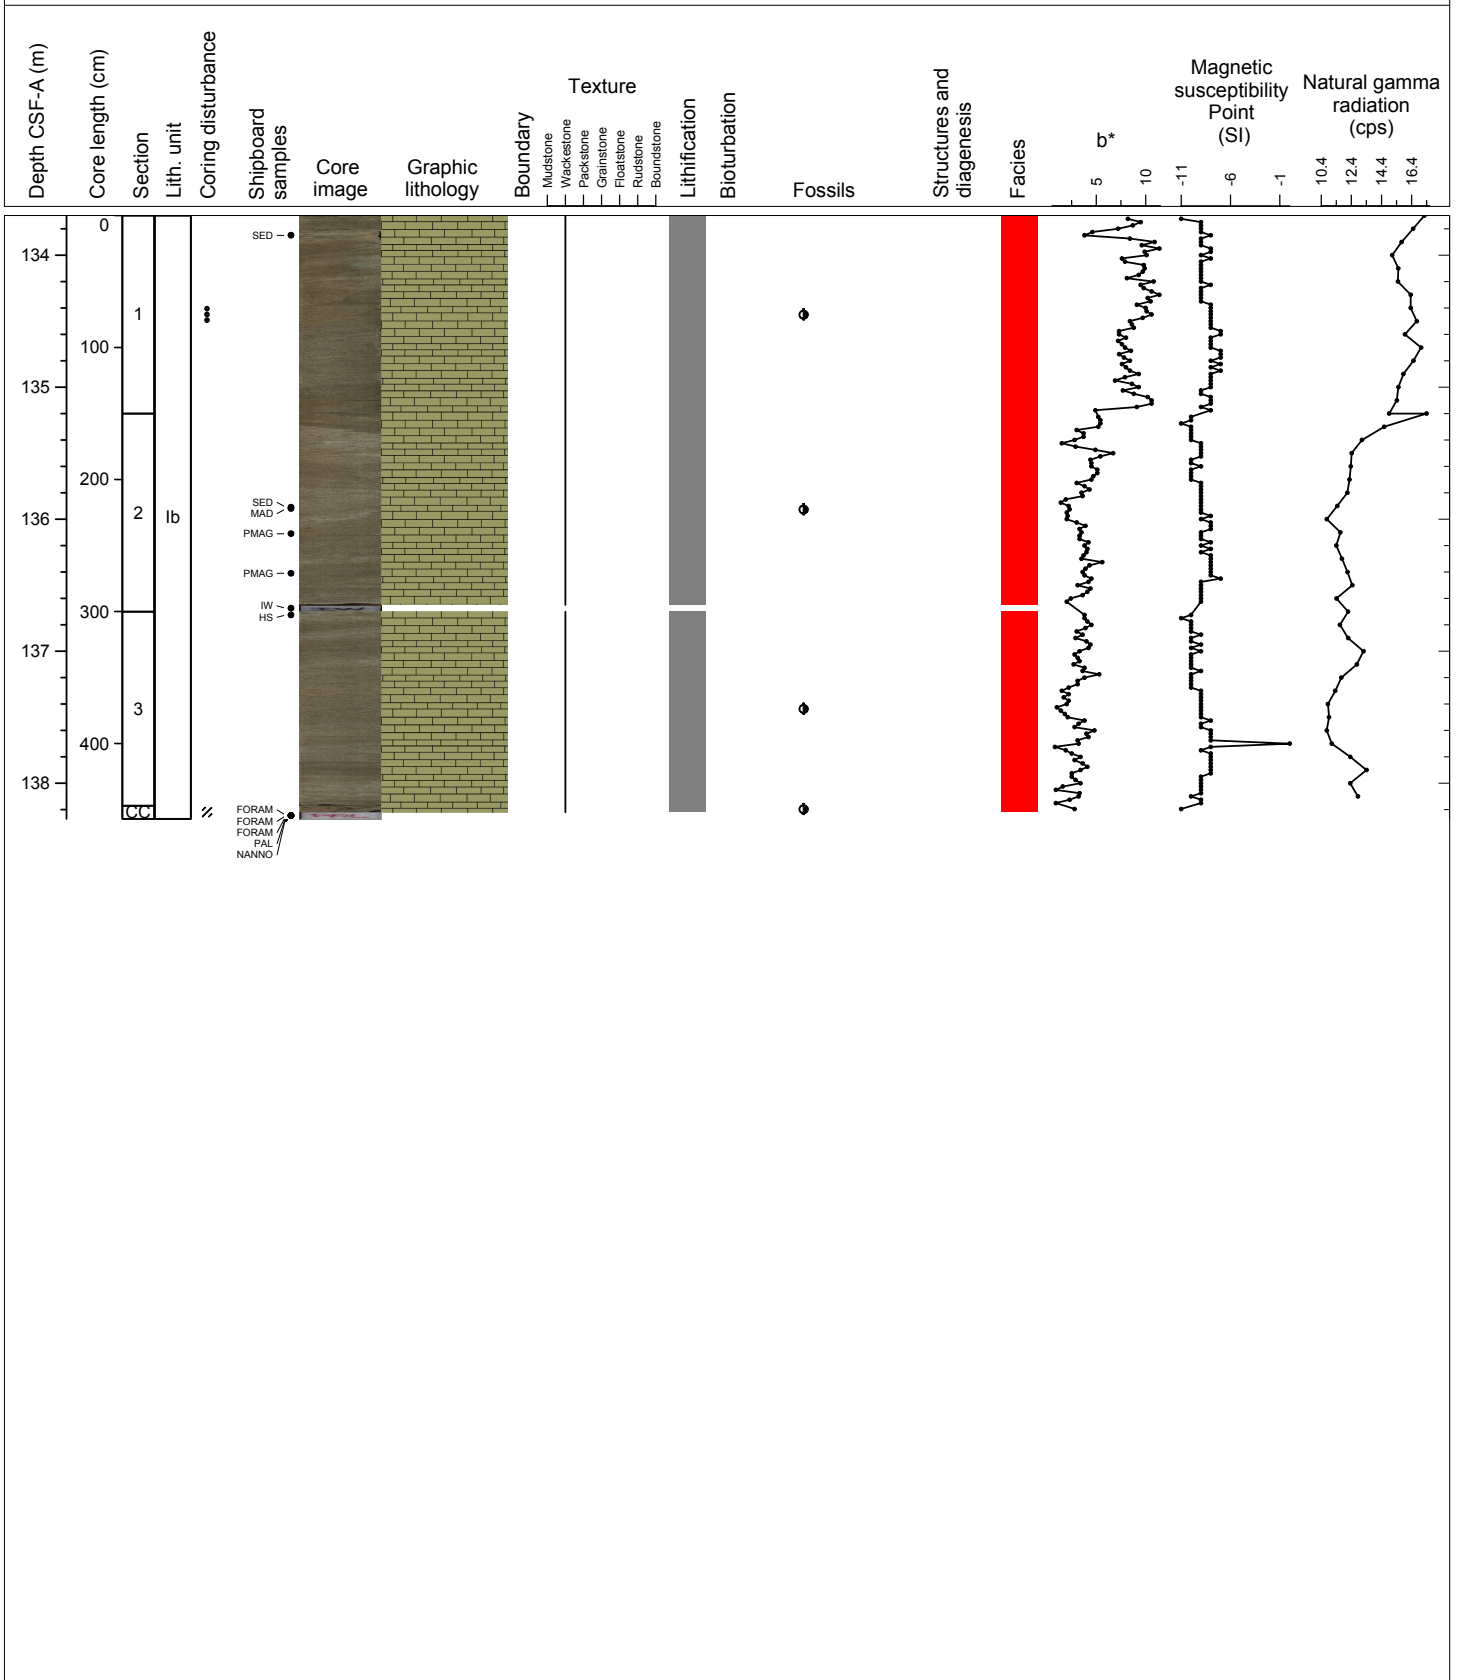 Depth CSF-A (m)
Core length (cm)
Section
Lith. unit
Coring disturbance
Shipboard
samples
Core
image
Graphic
lithology
Boundary
Texture
Mudstone
Wackestone
Packstone
Grainstone
Floatstone
Rudstone
Boundstone
Lithification
Bioturbation
Fossils
Structures and
diagenesis
Facies
b*
5
10
Magnetic
susceptibility
Point
(SI)
-11
-6
-1
Natural gamma
radiation
(cps)
10.4
12.4
14.4
16.4
134
135
136
137
138
0
100
200
300
400
1
2
3
CC
Ib
SED
SED
MAD
PMAG
PMAG
IW
HS
FORAM
FORAM
FORAM
PAL
NANNO